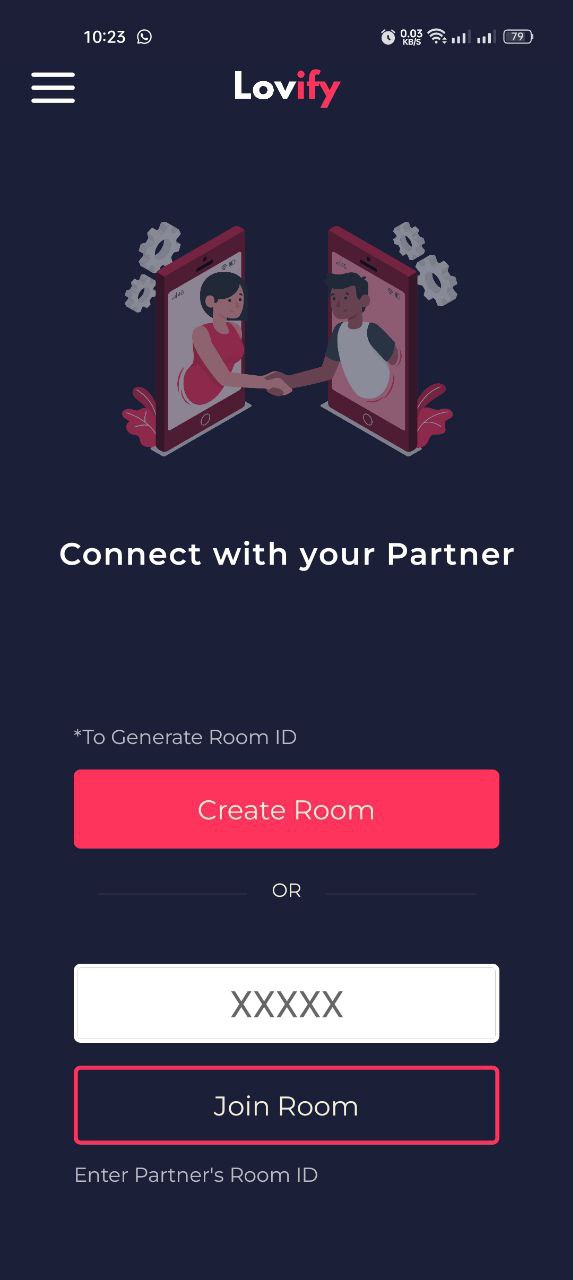 10:23
0.03
KB/S
79
Lovify
Connect with your Partner
*To Generate Room ID
Create Room
OR
XXXXX
Join Room
Enter Partner's Room ID